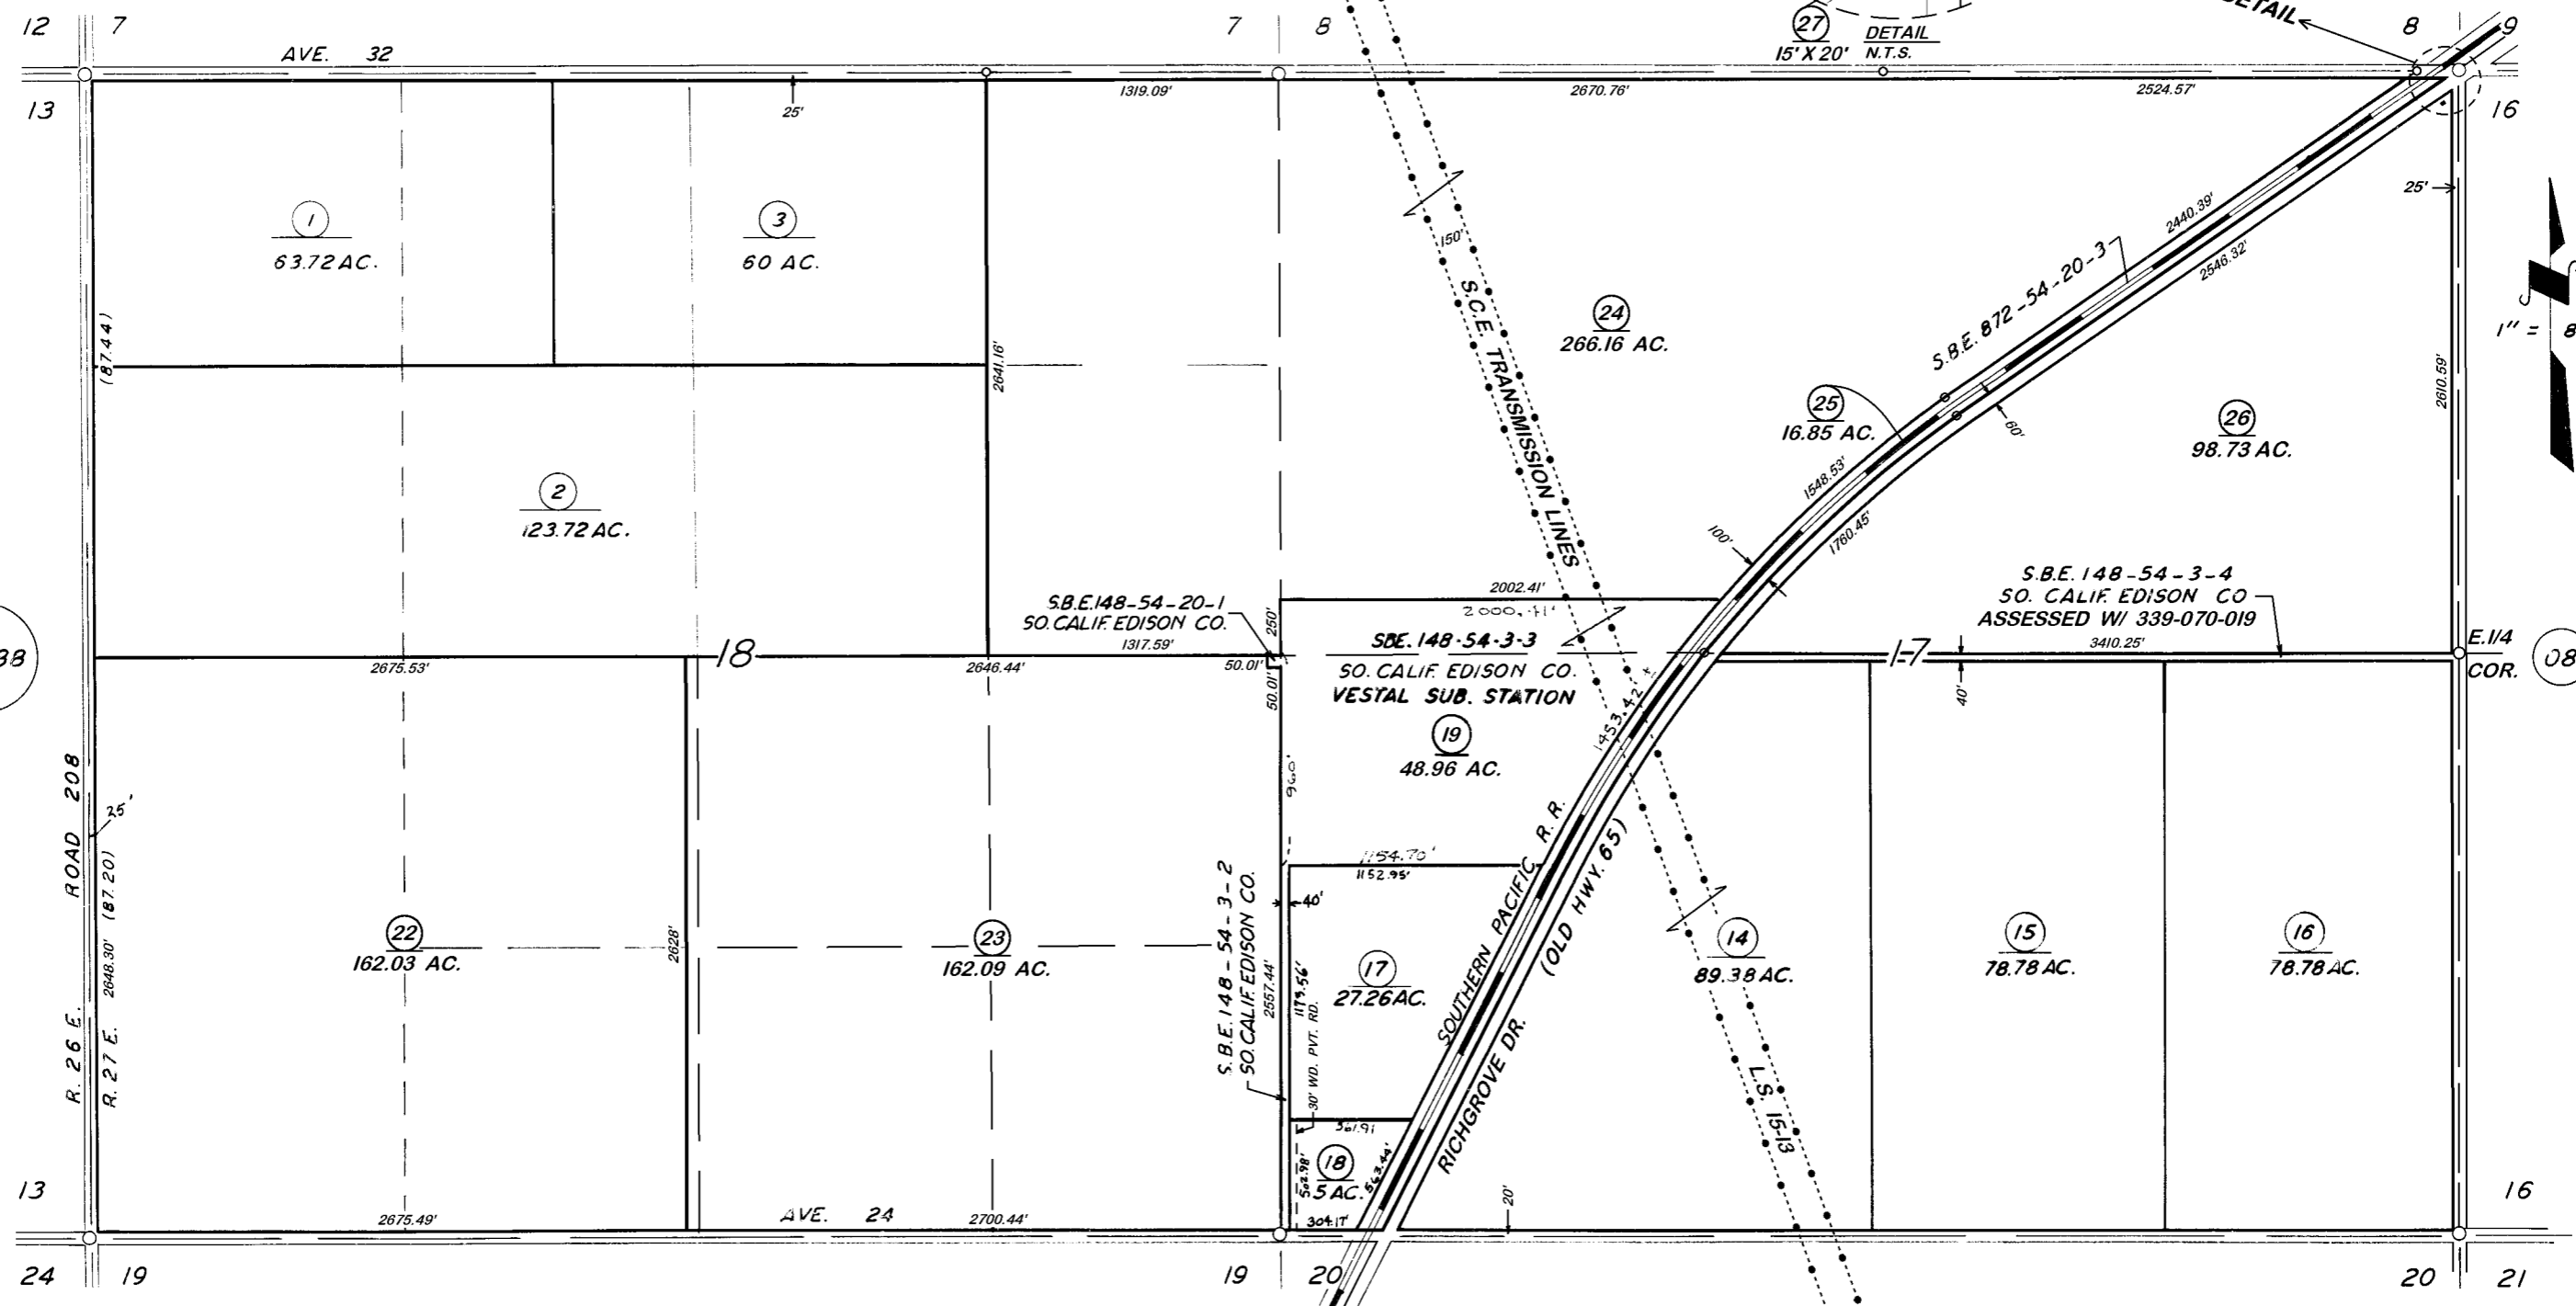 12 7
7 8
27
15' X 20'
DETAIL
N.T.S.
8 9
AVE. 32
13
25'
1319.09'
2670.76'
2524.57'
16
25'
1
63.72 AC.
3
60 AC.
150'
S.C.E. TRANSMISSION LINES
24
266.16 AC.
2440.39'
2546.32'
S.B.E. 872-54-20-3
(87.44)
2641.16'
2610.59'
25
16.85 AC.
60'
26
98.73 AC.
2
123.72 AC.
1548.53'
1760.45'
100'
S.B.E.148-54-20-1
SO. CALIF. EDISON CO.
1317.59'
250'
2002.41'
2000.41'
SBE. 148-54-3-3
SO. CALIF. EDISON CO.
VESTAL SUB. STATION
S.B.E. 148-54-3-4
SO. CALIF. EDISON CO
ASSESSED W/ 339-070-019
3410.25'
E.1/4
COR.
08
18
17
2675.53'
2646.44'
50.01'
50.01'
40'
1453.42' ±
19
48.96 AC.
960'
ROAD 208
25'
R. 26 E.
R. 27 E.
2648.30' (87.20)
22
162.03 AC.
2628'
23
162.09 AC.
S.B.E. 148-54-3-2
SO. CALIF. EDISON CO.
2557.44'
1154.70'
1152.95'
40'
17
27.26 AC.
30' WD. PVT. RD.
SOUTHERN PACIFIC R. R.
RICHGROVE DR. (OLD HWY. 65)
14
89.38 AC.
15
78.78 AC.
16
78.78 AC.
L.S. 15-13
561.91
18
5 AC.
502.98'
563.44'
304.17'
20'
13
2675.49'
AVE. 24
2700.44'
16
24 19
19 20
20 21